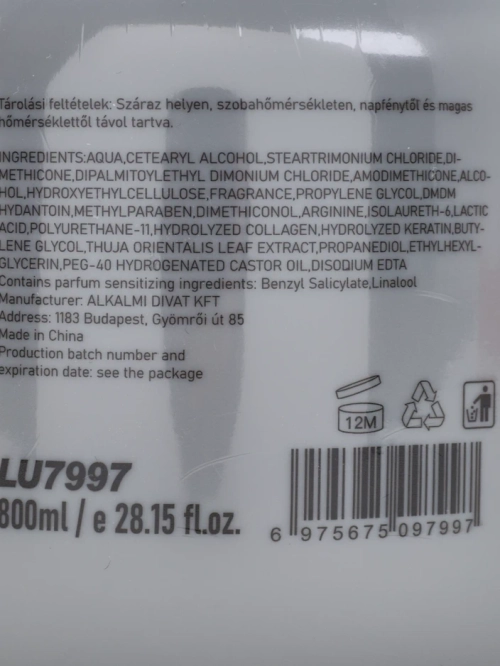 Tárolási feltételek: Száraz helyen, szobahőmérsékleten, napfénytől és magas
hőmérséklettől távol tartva.
INGREDIENTS:AQUA,CETEARYL ALCOHOL,STEARTRIMONIUM CHLORIDE,DI-
METHICONE,DIPALMITOYLETHYL DIMONIUM CHLORIDE,AMODIMETHICONE,ALCO-
HOL,HYDROXYETHYLCELLULOSE,FRAGRANCE,PROPYLENE GLYCOL,DMDM
HYDANTOIN,METHYLPARABEN,DIMETHICONOL,ARGININE,ISOLAURETH-6,LACTIC
ACID,POLYURETHANE-11,HYDROLYZED COLLAGEN,HYDROLYZED KERATIN,BUTY-
LENE GLYCOL,THUJA ORIENTALIS LEAF EXTRACT,PROPANEDIOL,ETHYLHEXYL-
GLYCERIN,PEG-40 HYDROGENATED CASTOR OIL,DISODIUM EDTA
Contains parfum sensitizing ingredients: Benzyl Salicylate,Linalool
Manufacturer: ALKALMI DIVAT KFT
Address: 1183 Budapest, Gyömrői út 85
Made in China
Production batch number and
expiration date: see the package
12M
LU7997
800ml / e 28.15 fl.oz.
6 975675 097997